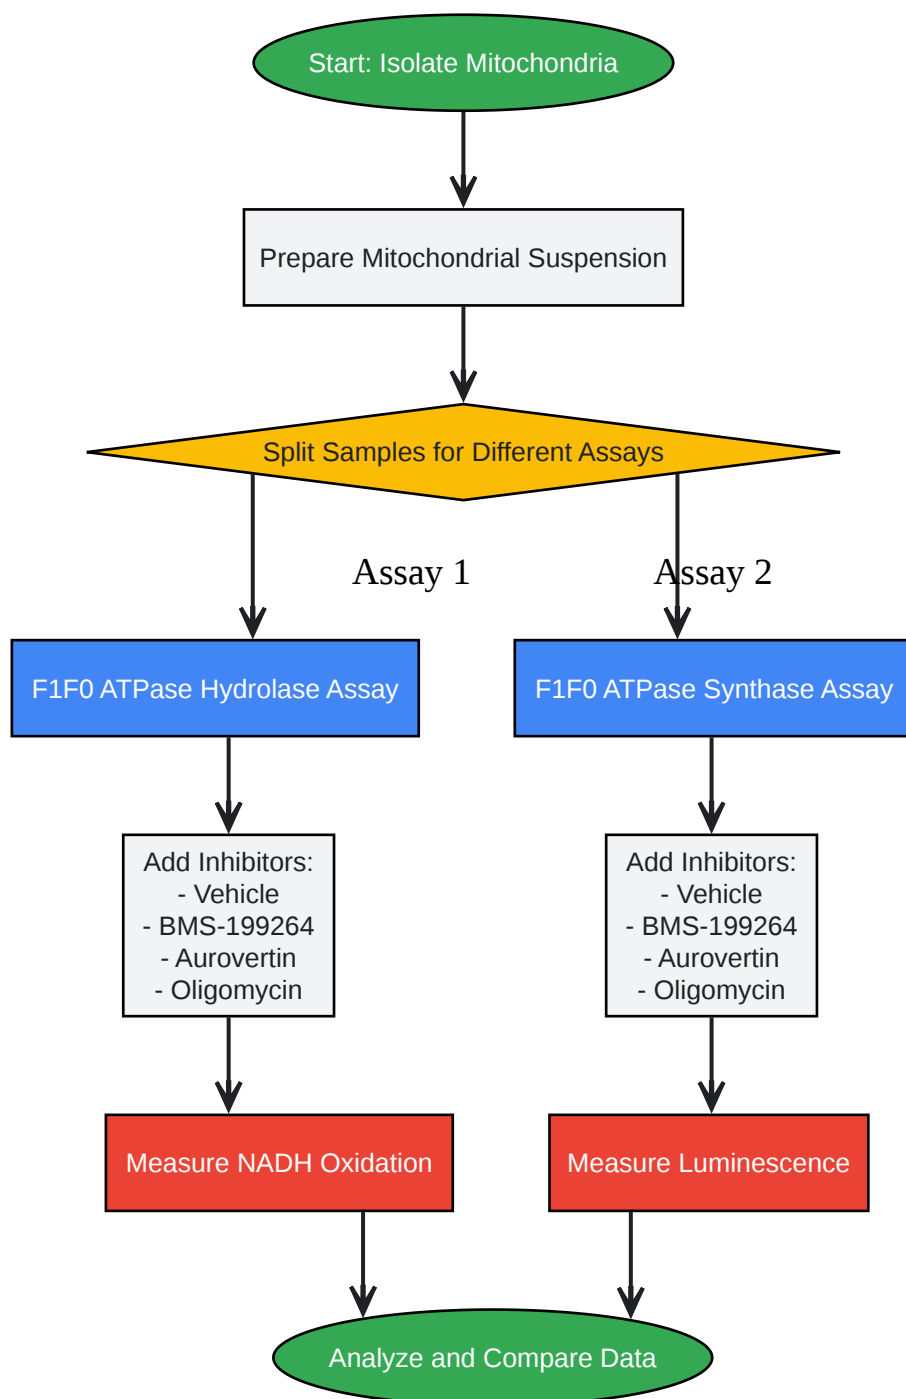 Start: Isolate Mitochondria
Prepare Mitochondrial Suspension
Split Samples for Different Assays
Assay 1
Assay 2
F1F0 ATPase Hydrolase Assay
F1F0 ATPase Synthase Assay
Add Inhibitors:
- Vehicle
- BMS-199264
- Aurovertin
- Oligomycin
Add Inhibitors:
- Vehicle
- BMS-199264
- Aurovertin
- Oligomycin
Measure NADH Oxidation
Measure Luminescence
Analyze and Compare Data